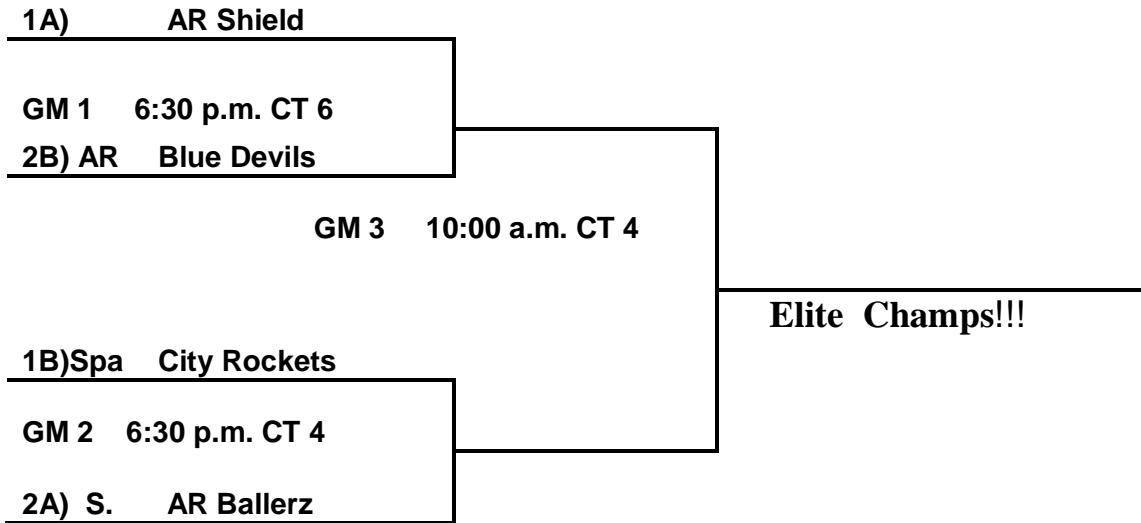 1A) AR Shield
GM 1 6:30 p.m. CT 6
2B) AR Blue Devils
GM 3 10:00 a.m. CT 4
Elite Champs!!!
1B)Spa City Rockets
GM 2 6:30 p.m. CT 4
2A) S. AR Ballerz